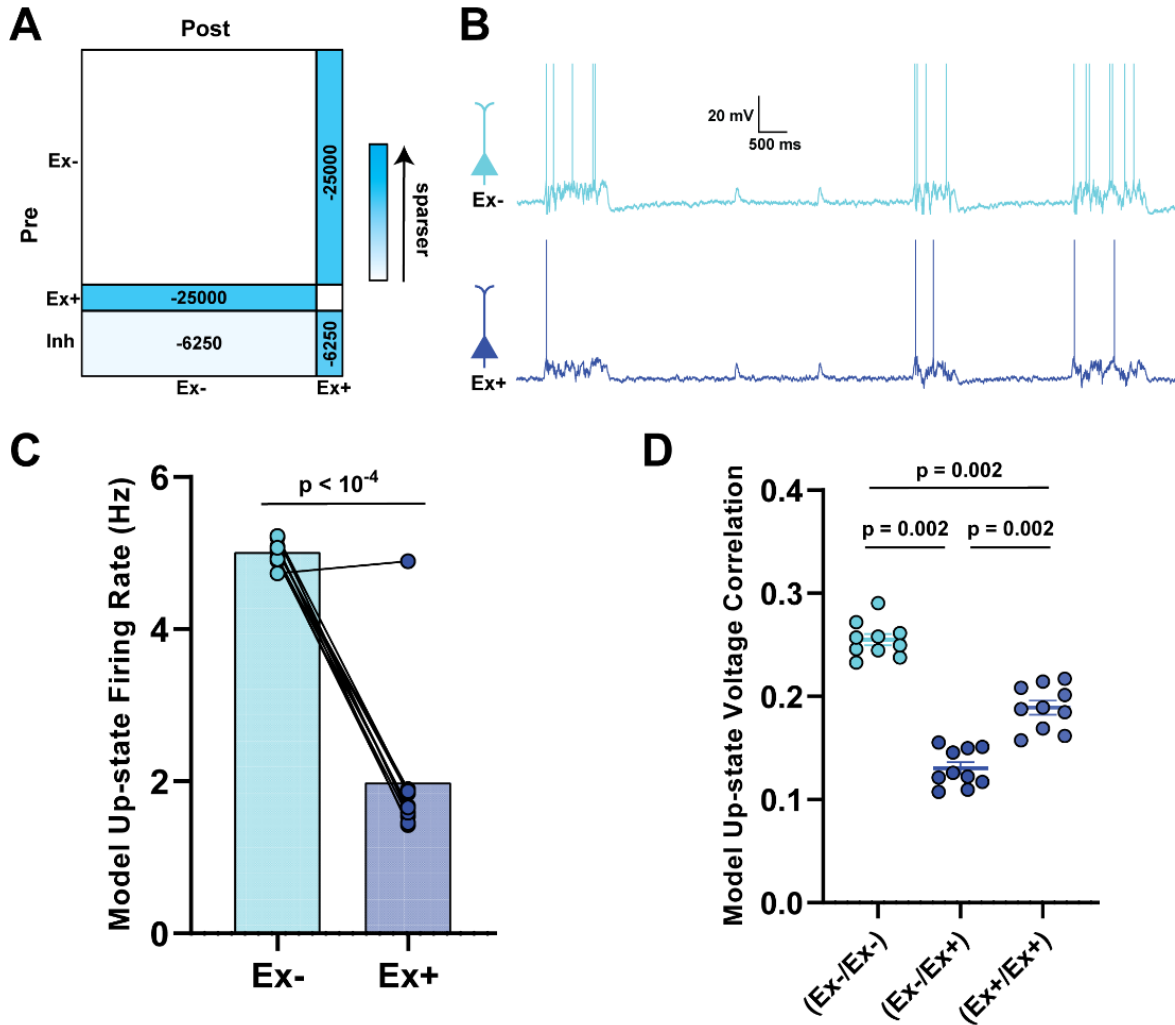 A
Post
Pre
Ex-
Ex+
Inh
-25000
-25000
-6250
-6250
Ex-
Ex+
sparser
B
20 mV
500 ms
Ex-
Ex+
C
Model Up-state Firing Rate (Hz)
6
4
2
0
p < 10-4
Ex-
Ex+
D
Model Up-state Voltage Correlation
0.4
0.3
0.2
0.1
0.0
p = 0.002
p = 0.002
p = 0.002
(Ex-/Ex-)
(Ex-/Ex+)
(Ex+/Ex+)